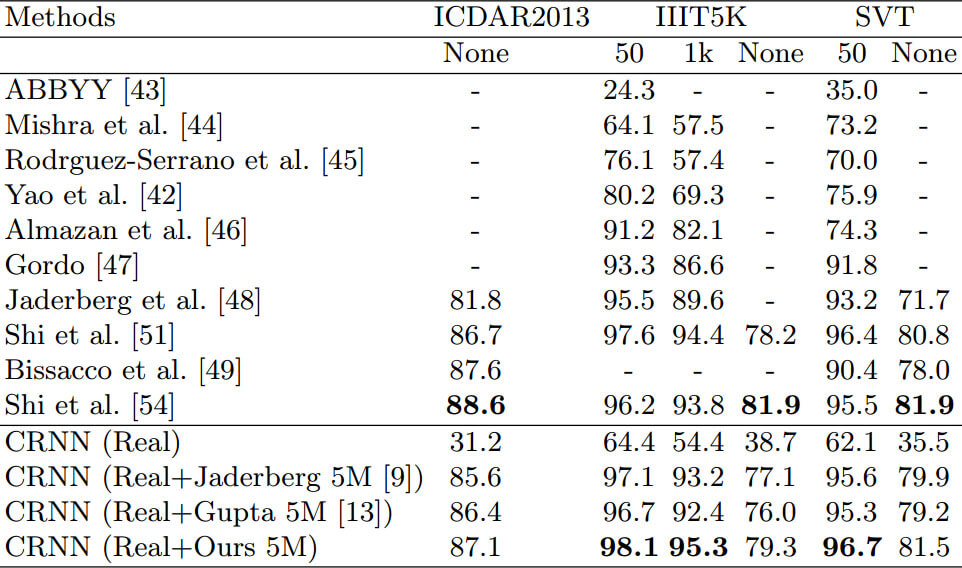 Methods ICDAR2013 IIIT5K SVT
None 50 1k None 50 None
ABBYY [43] - 24.3 - - 35.0 -
Mishra et al. [44] - 64.1 57.5 - 73.2 -
Rodrguez-Serrano et al. [45] - 76.1 57.4 - 70.0 -
Yao et al. [42] - 80.2 69.3 - 75.9 -
Almazan et al. [46] - 91.2 82.1 - 74.3 -
Gordo [47] - 93.3 86.6 - 91.8 -
Jaderberg et al. [48] 81.8 95.5 89.6 - 93.2 71.7
Shi et al. [51] 86.7 97.6 94.4 78.2 96.4 80.8
Bissacco et al. [49] 87.6 - - - 90.4 78.0
Shi et al. [54] 88.6 96.2 93.8 81.9 95.5 81.9
CRNN (Real) 31.2 64.4 54.4 38.7 62.1 35.5
CRNN (Real+Jaderberg 5M [9]) 85.6 97.1 93.2 77.1 95.6 79.9
CRNN (Real+Gupta 5M [13]) 86.4 96.7 92.4 76.0 95.3 79.2
CRNN (Real+Ours 5M) 87.1 98.1 95.3 79.3 96.7 81.5